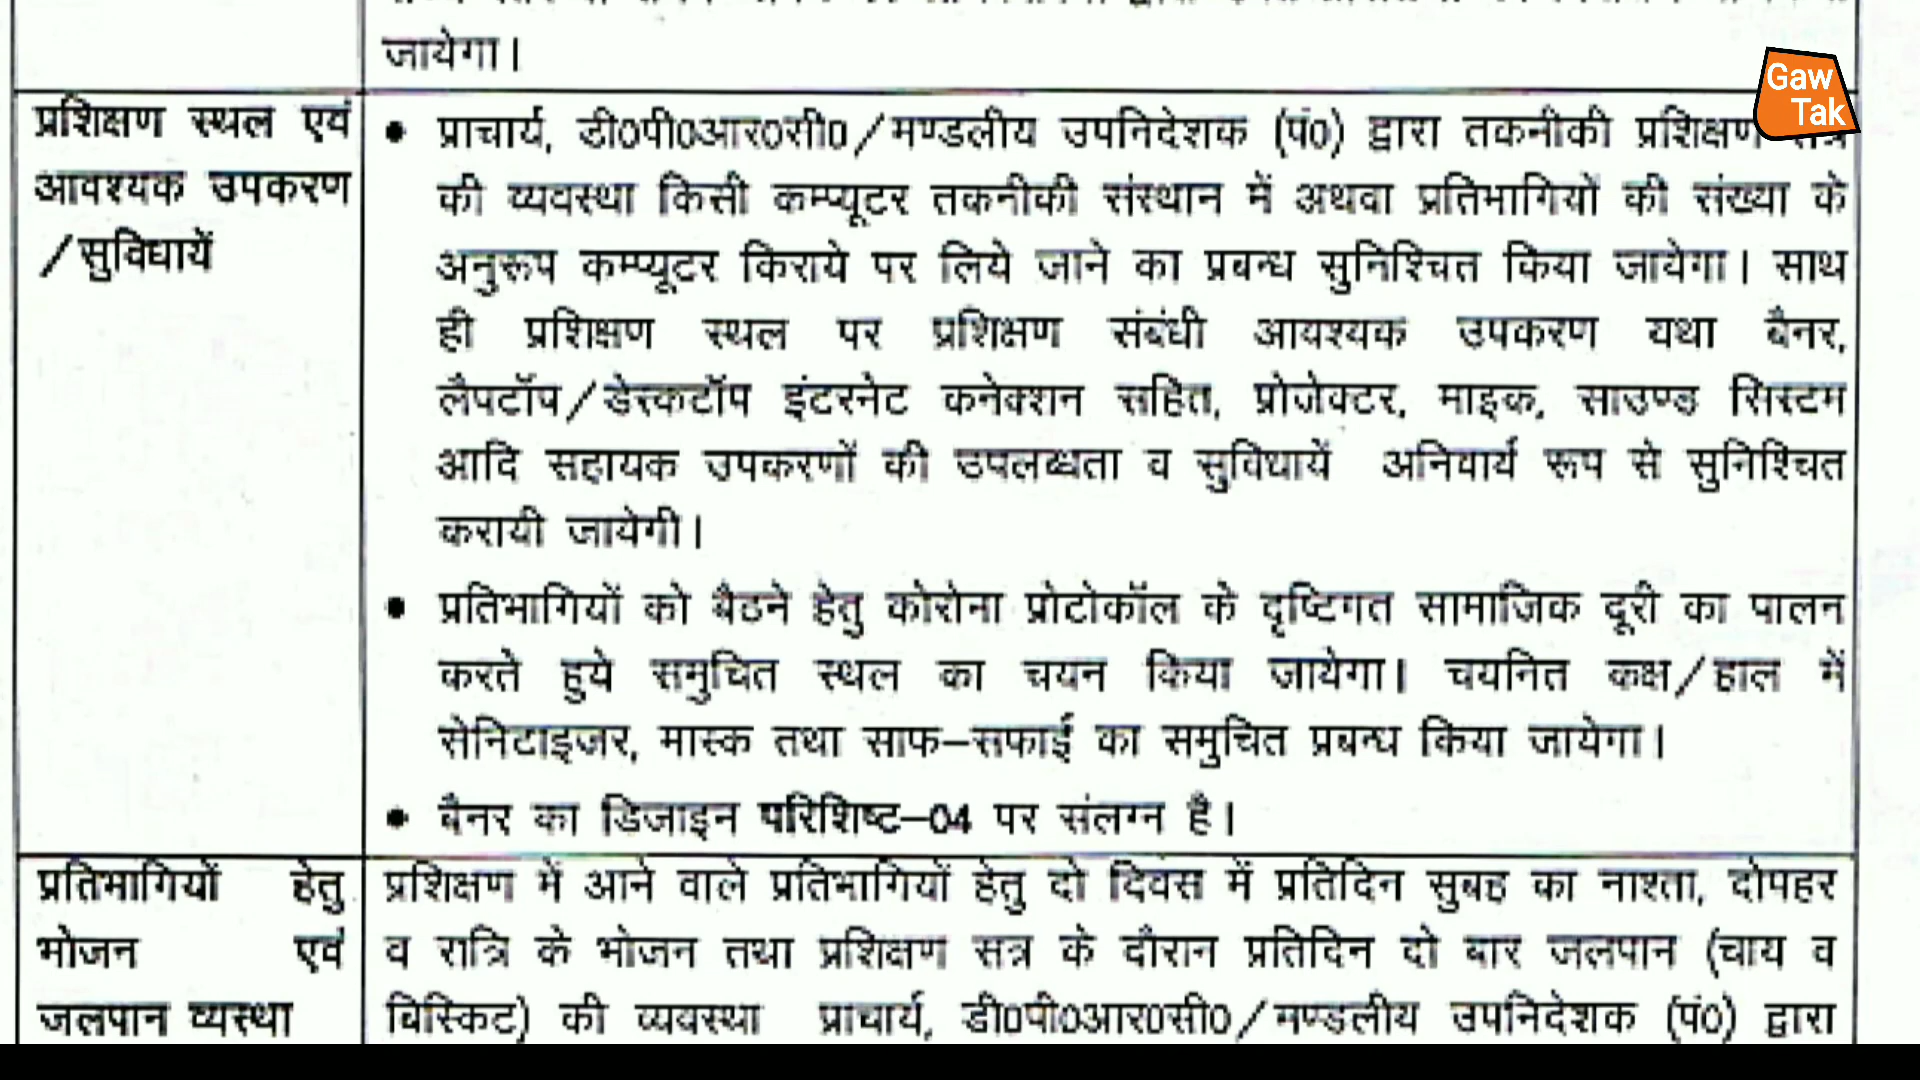 जायेगा।
Gaw
Tak
प्रशिक्षण स्थल एवं
आवश्यक उपकरण
/सुविधायें
• प्राचार्य, डी0पी0आर0सी0/मण्डलीय उपनिदेशक (पं0) द्वारा तकनीकी प्रशिक्षण
की व्यवस्था किसी कम्प्यूटर तकनीकी संस्थान में अथवा प्रतिभागियों की संख्या के
अनुरूप कम्प्यूटर किराये पर लिये जाने का प्रबन्ध सुनिश्चित किया जायेगा। साथ
ही प्रशिक्षण स्थल पर प्रशिक्षण संबंधी आयश्यक उपकरण यथा बैनर,
लैपटॉप/डेस्कटॉप इंटरनेट कनेक्शन सहित, प्रोजेक्टर, माइक, साउण्ड सिस्टम
आदि सहायक उपकरणों की उपलब्धता व सुविधायें अनिवार्य रूप से सुनिश्चित
करायी जायेगी।
• प्रतिभागियों को बैठने हेतु कोरोना प्रोटोकॉल के दृष्टिगत सामाजिक दूरी का पालन
करते हुये समुचित स्थल का चयन किया जायेगा। चयनित कक्ष/हाल में
सेनिटाइजर, मास्क तथा साफ–सफाई का समुचित प्रबन्ध किया जायेगा।
• बैनर का डिजाइन परिशिष्ट–04 पर संलग्न है।
प्रतिभागियों हेतु
भोजन एवं
जलपान व्यस्था
प्रशिक्षण में आने वाले प्रतिभागियों हेतु दो दिवस में प्रतिदिन सुबह का नाश्ता, दोपहर
व रात्रि के भोजन तथा प्रशिक्षण सत्र के दौरान प्रतिदिन दो बार जलपान (चाय व
बिस्किट) की व्यवस्था प्राचार्य, डी0पी0आर0सी0/मण्डलीय उपनिदेशक (पं0) द्वारा